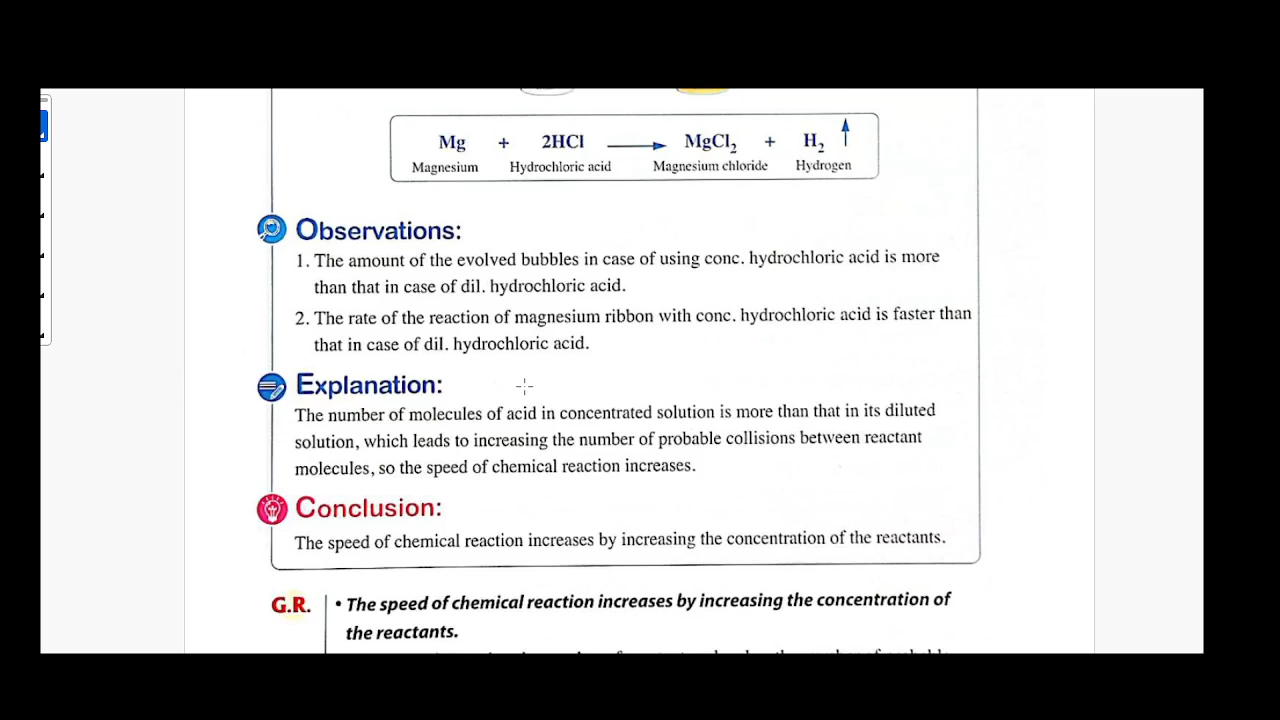 Mg + 2HCl → MgCl₂ + H₂ ↑
Magnesium Hydrochloric acid Magnesium chloride Hydrogen
Observations:
1. The amount of the evolved bubbles in case of using conc. hydrochloric acid is more
than that in case of dil. hydrochloric acid.
2. The rate of the reaction of magnesium ribbon with conc. hydrochloric acid is faster than
that in case of dil. hydrochloric acid.
Explanation:
The number of molecules of acid in concentrated solution is more than that in its diluted
solution, which leads to increasing the number of probable collisions between reactant
molecules, so the speed of chemical reaction increases.
Conclusion:
The speed of chemical reaction increases by increasing the concentration of the reactants.
G.R. • The speed of chemical reaction increases by increasing the concentration of
the reactants.